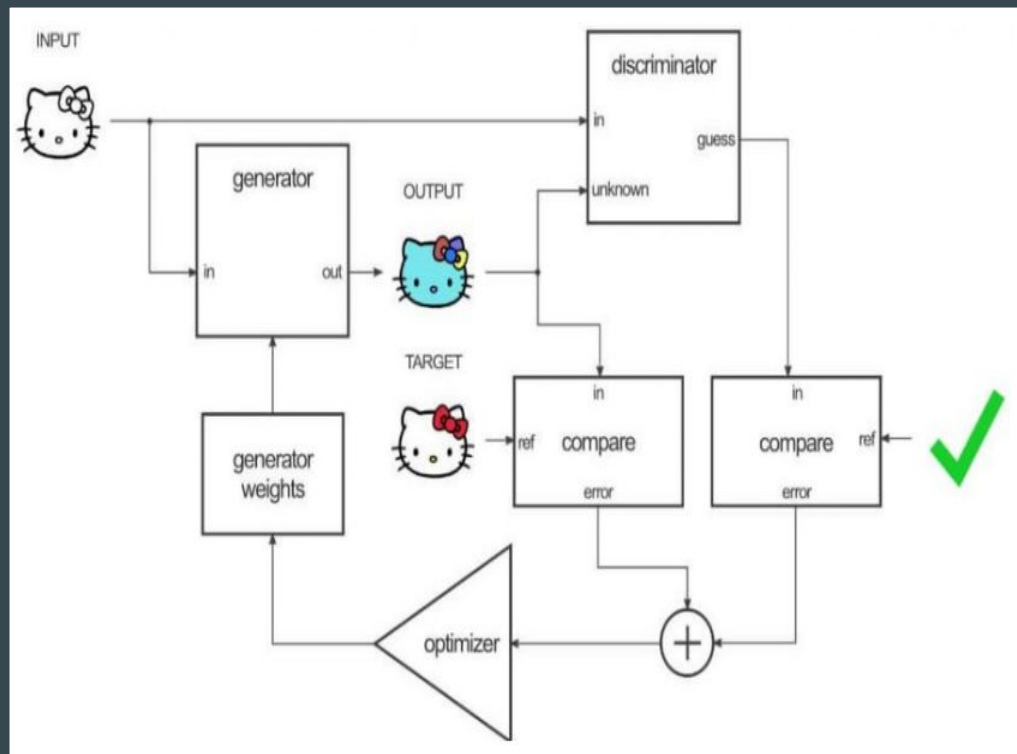 INPUT
discriminator
in
guess
unknown
generator
in
out
OUTPUT
TARGET
in
ref
compare
error
in
compare
ref
error
generator
weights
optimizer
+